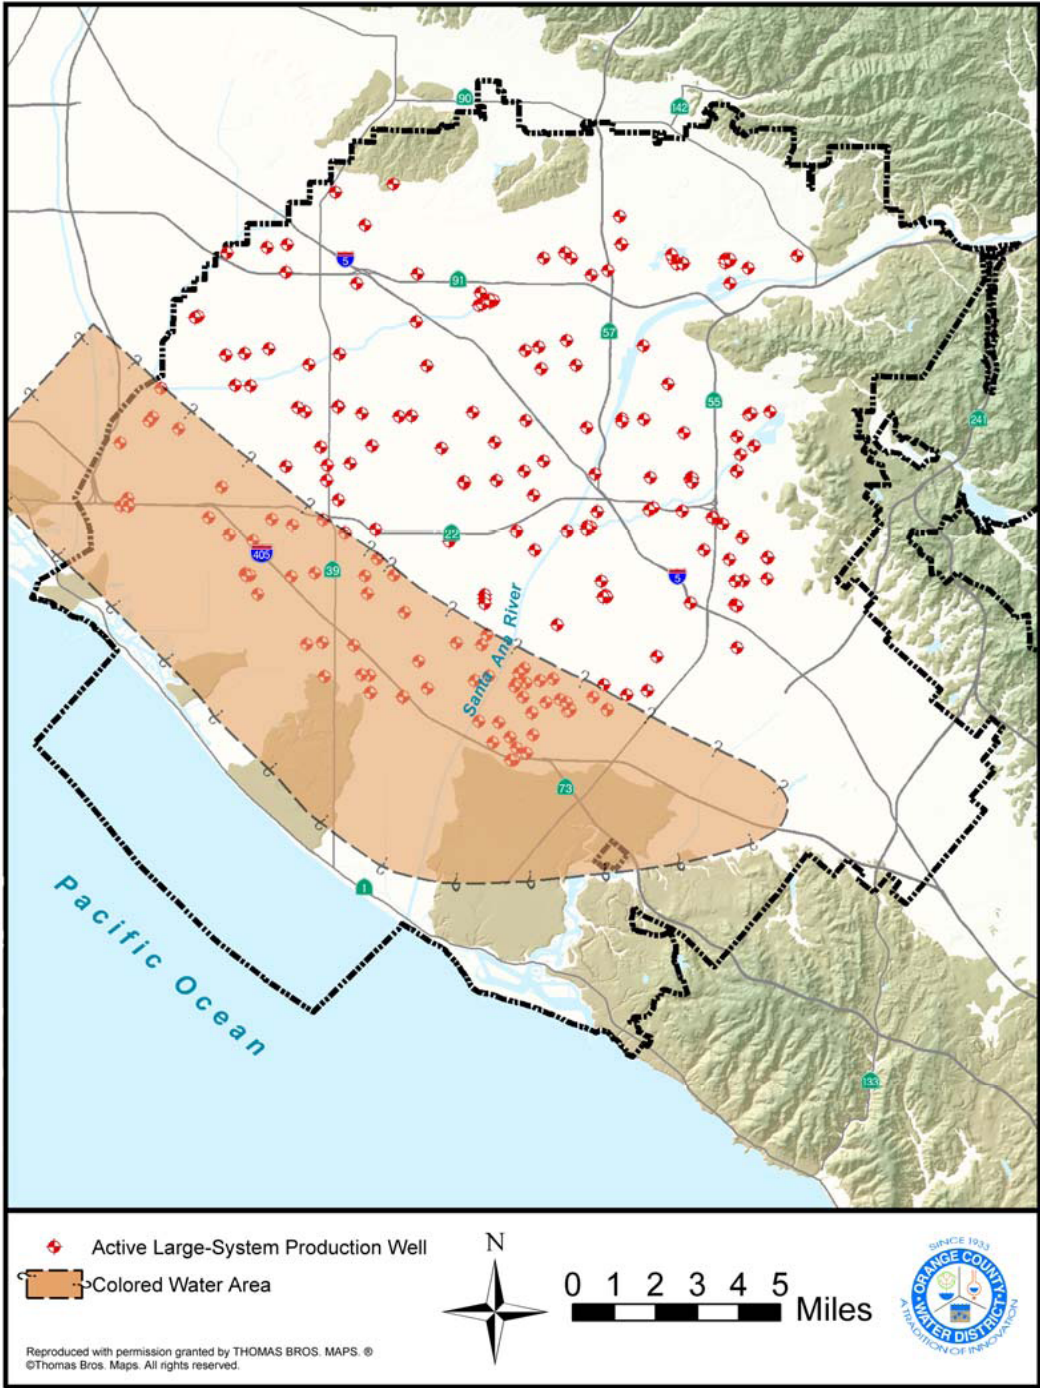 90
142
5
91
57
55
241
22
405
39
5
Santa Ana River
73
1
Pacific Ocean
133
Active Large-System Production Well
Colored Water Area
N
0 1 2 3 4 5
Miles
SINCE 1933
ORANGE COUNTY
WATER DISTRICT
A TRADITION OF INNOVATION
Reproduced with permission granted by THOMAS BROS. MAPS. ®
©Thomas Bros. Maps. All rights reserved.